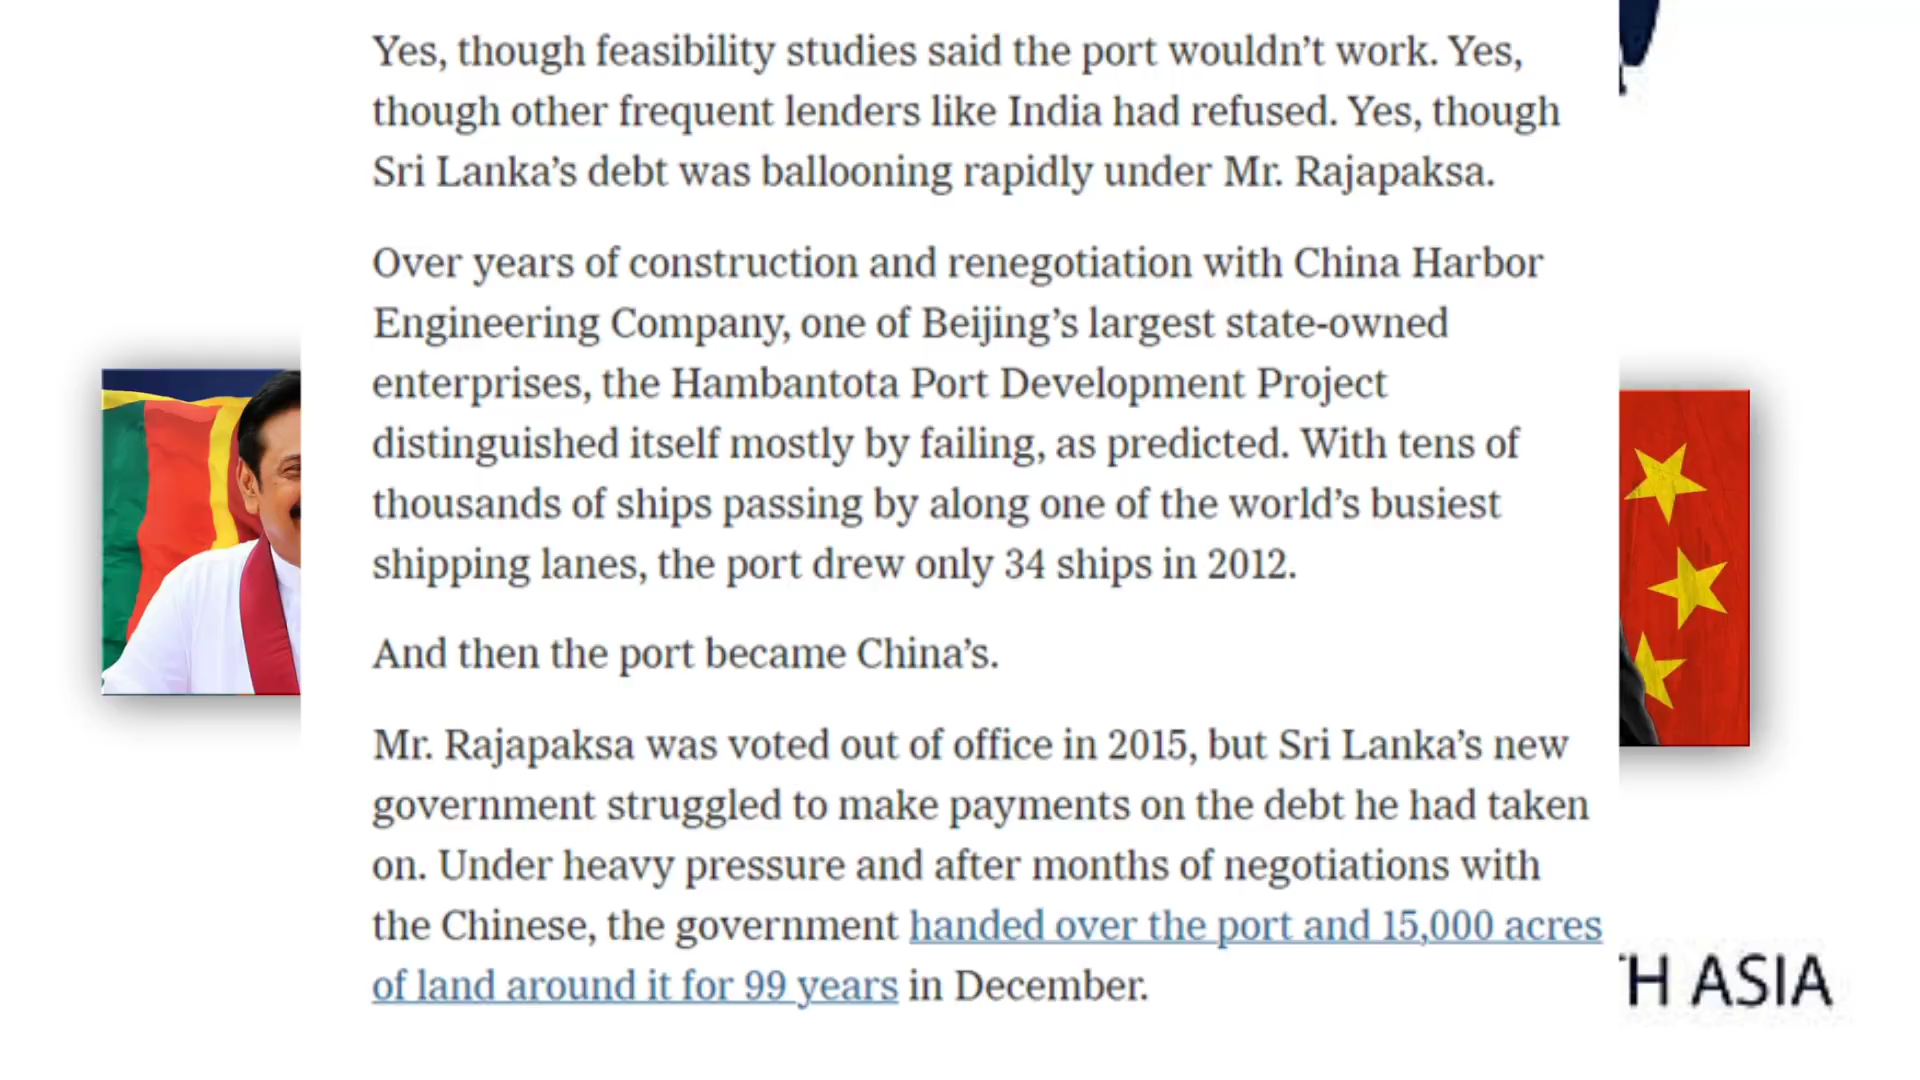 Yes, though feasibility studies said the port wouldn’t work. Yes,
though other frequent lenders like India had refused. Yes, though
Sri Lanka’s debt was ballooning rapidly under Mr. Rajapaksa.
Over years of construction and renegotiation with China Harbor
Engineering Company, one of Beijing’s largest state-owned
enterprises, the Hambantota Port Development Project
distinguished itself mostly by failing, as predicted. With tens of
thousands of ships passing by along one of the world’s busiest
shipping lanes, the port drew only 34 ships in 2012.
And then the port became China’s.
Mr. Rajapaksa was voted out of office in 2015, but Sri Lanka’s new
government struggled to make payments on the debt he had taken
on. Under heavy pressure and after months of negotiations with
the Chinese, the government handed over the port and 15,000 acres
of land around it for 99 years in December.
H ASIA